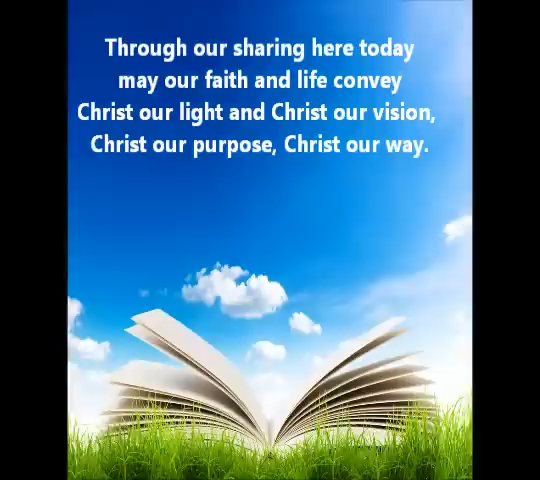 Through our sharing here today
may our faith and life convey
Christ our light and Christ our vision,
Christ our purpose, Christ our way.